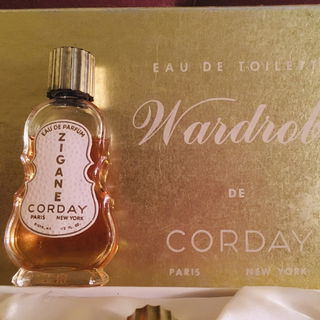 EAU DE PARFUM
ZIGANE
CORDAY
PARIS NEW YORK
EAU DE TOILETT
Wardrob
DE
CORDAY
PARIS NEW YORK